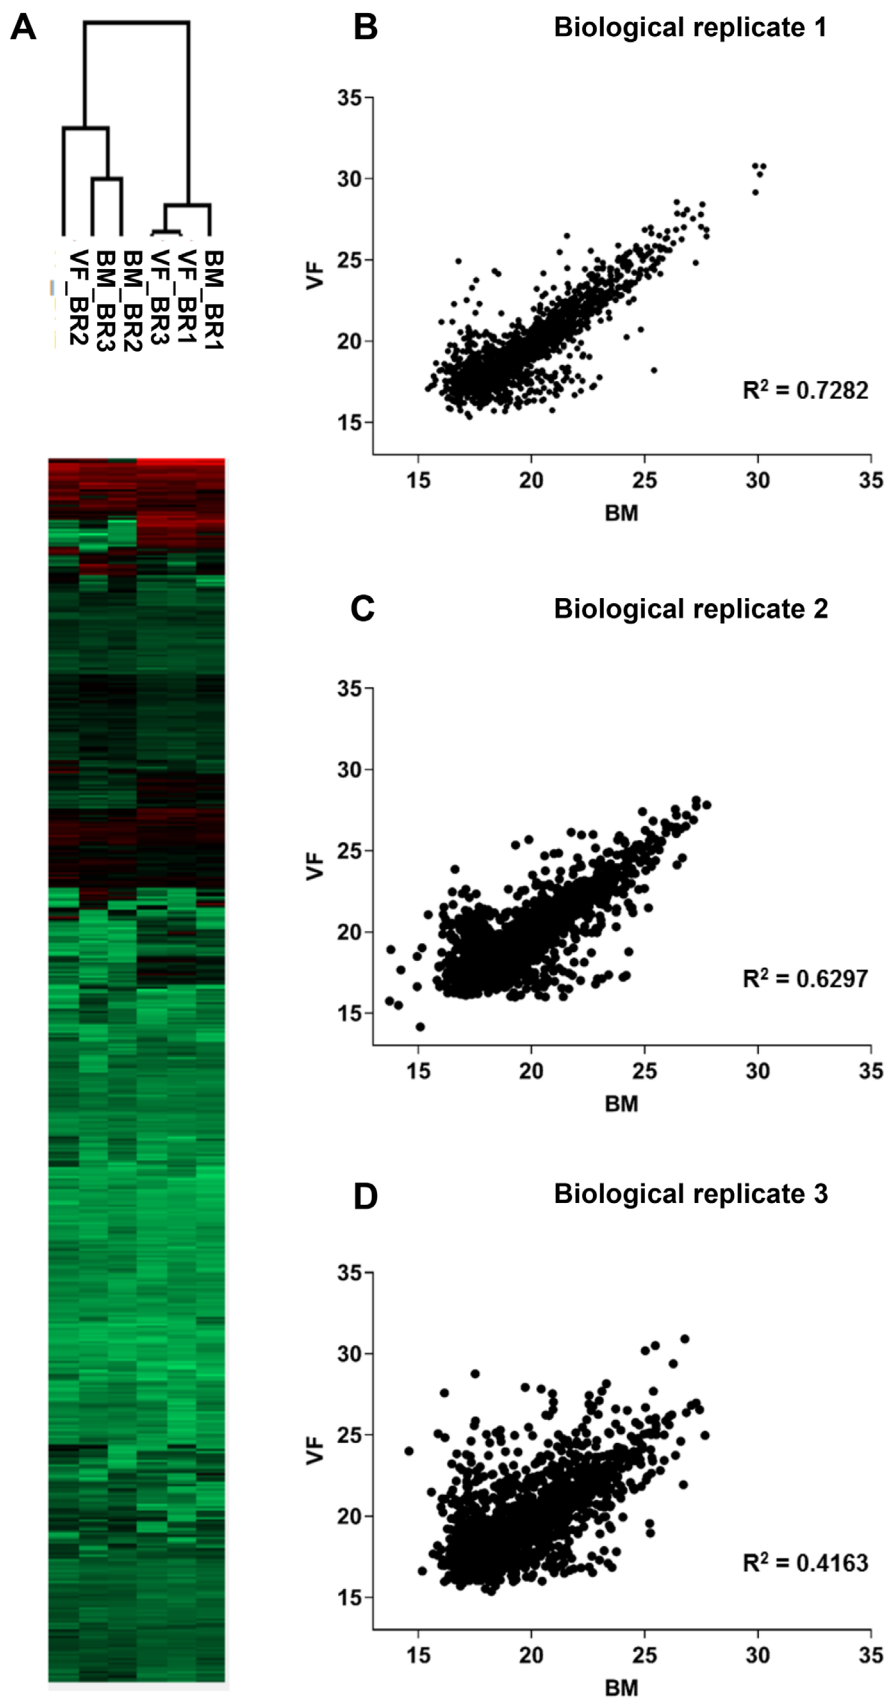 A
VF_BR2
BM_BR3
BM_BR2
VF_BR3
VF_BR1
BM_BR1
B
Biological replicate 1
35
30
25
20
15
VF
R² = 0.7282
15 20 25 30 35
BM
C
Biological replicate 2
35
30
25
20
15
VF
R² = 0.6297
15 20 25 30 35
BM
D
Biological replicate 3
35
30
25
20
15
VF
R² = 0.4163
15 20 25 30 35
BM